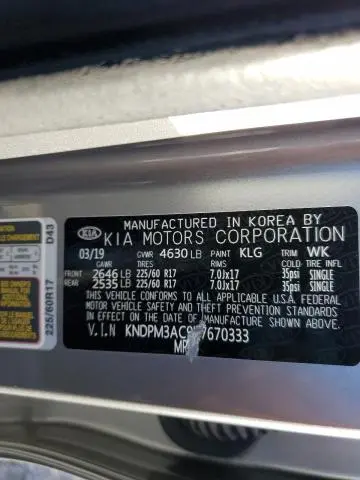 MANUFACTURED IN KOREA BY
KIA KIA MOTORS CORPORATION
03/19 GVWR 4630 LB PAINT KLG TRIM WK
GAWR TIRES RIMS COLD TIRE INFL
FRONT 2646 LB 225/60 R17 7.0Jx17 35psi SINGLE
REAR 2535 LB 225/60 R17 7.0Jx17 35psi SINGLE
THIS VEHICLE CONFORMS TO ALL APPLICABLE U.S.A. FEDERAL
MOTOR VEHICLE SAFETY AND THEFT PREVENTION STANDARDS
IN EFFECT ON THE DATE OF MANUFACTURE SHOWN ABOVE.
V.I.N
225/60R17 D43